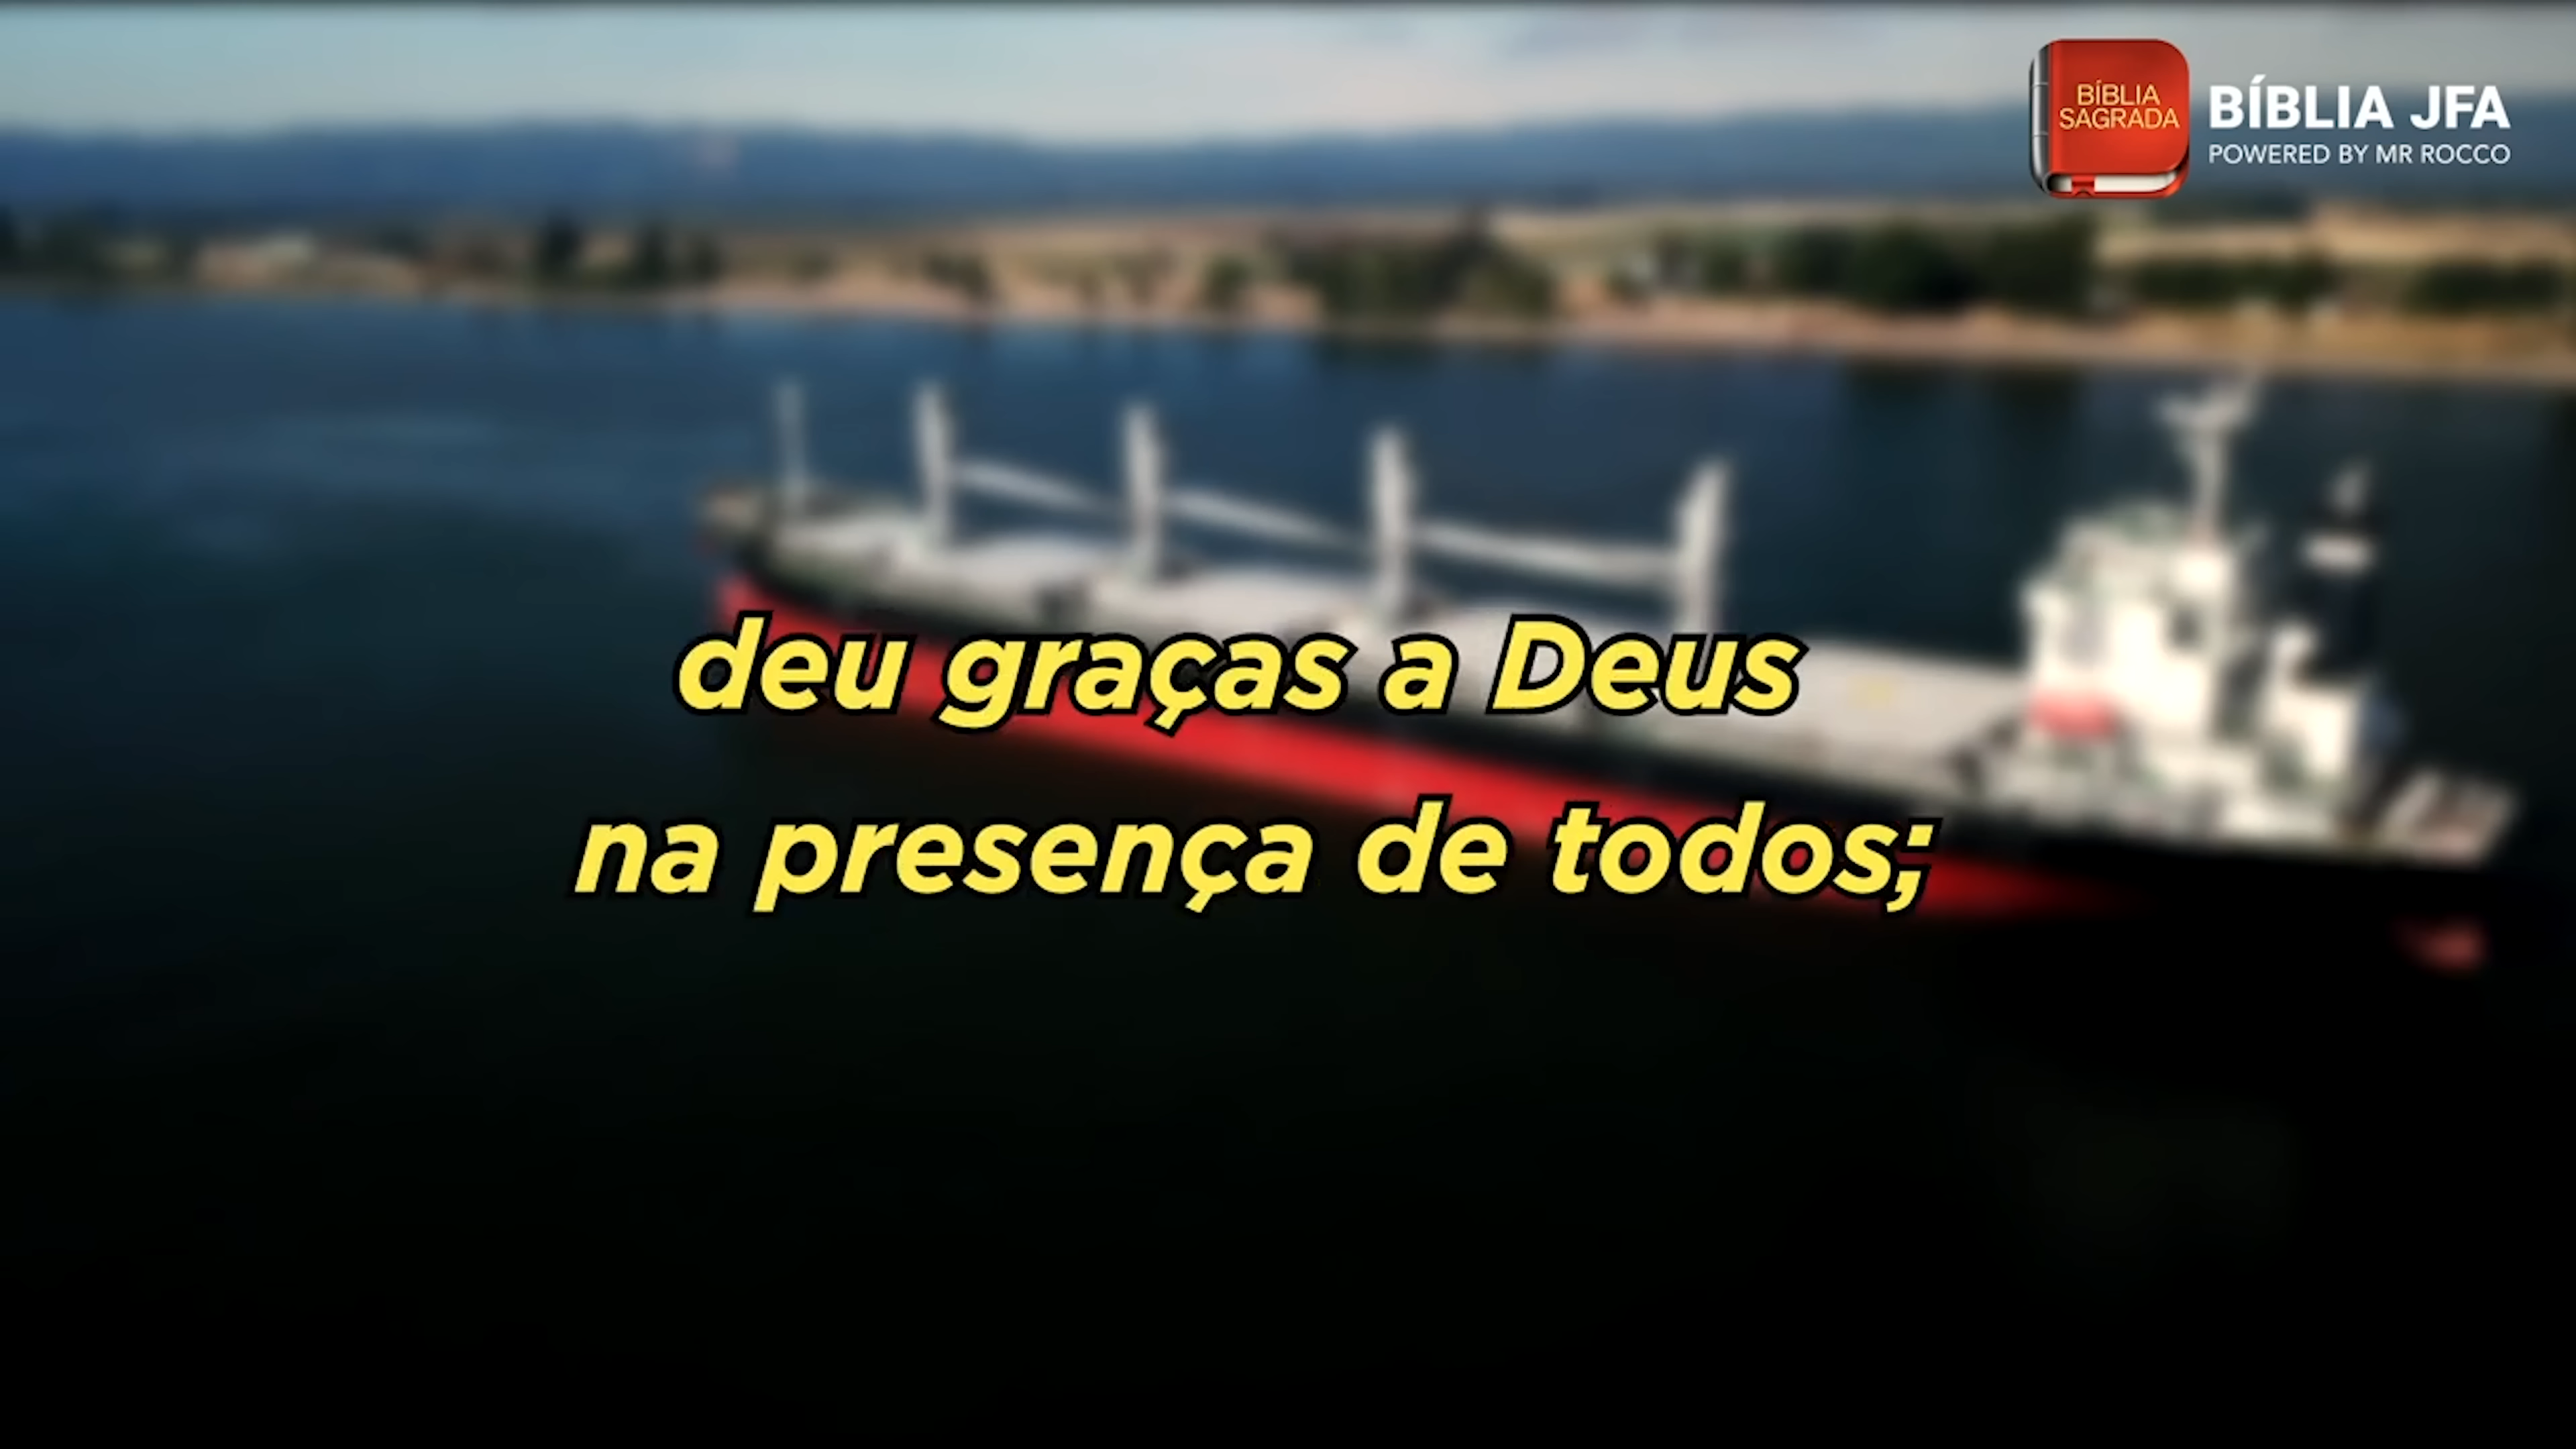 BÍBLIA
SAGRADA
BÍBLIA JFA
POWERED BY MR ROCCO
deu graças a Deus
na presença de todos;